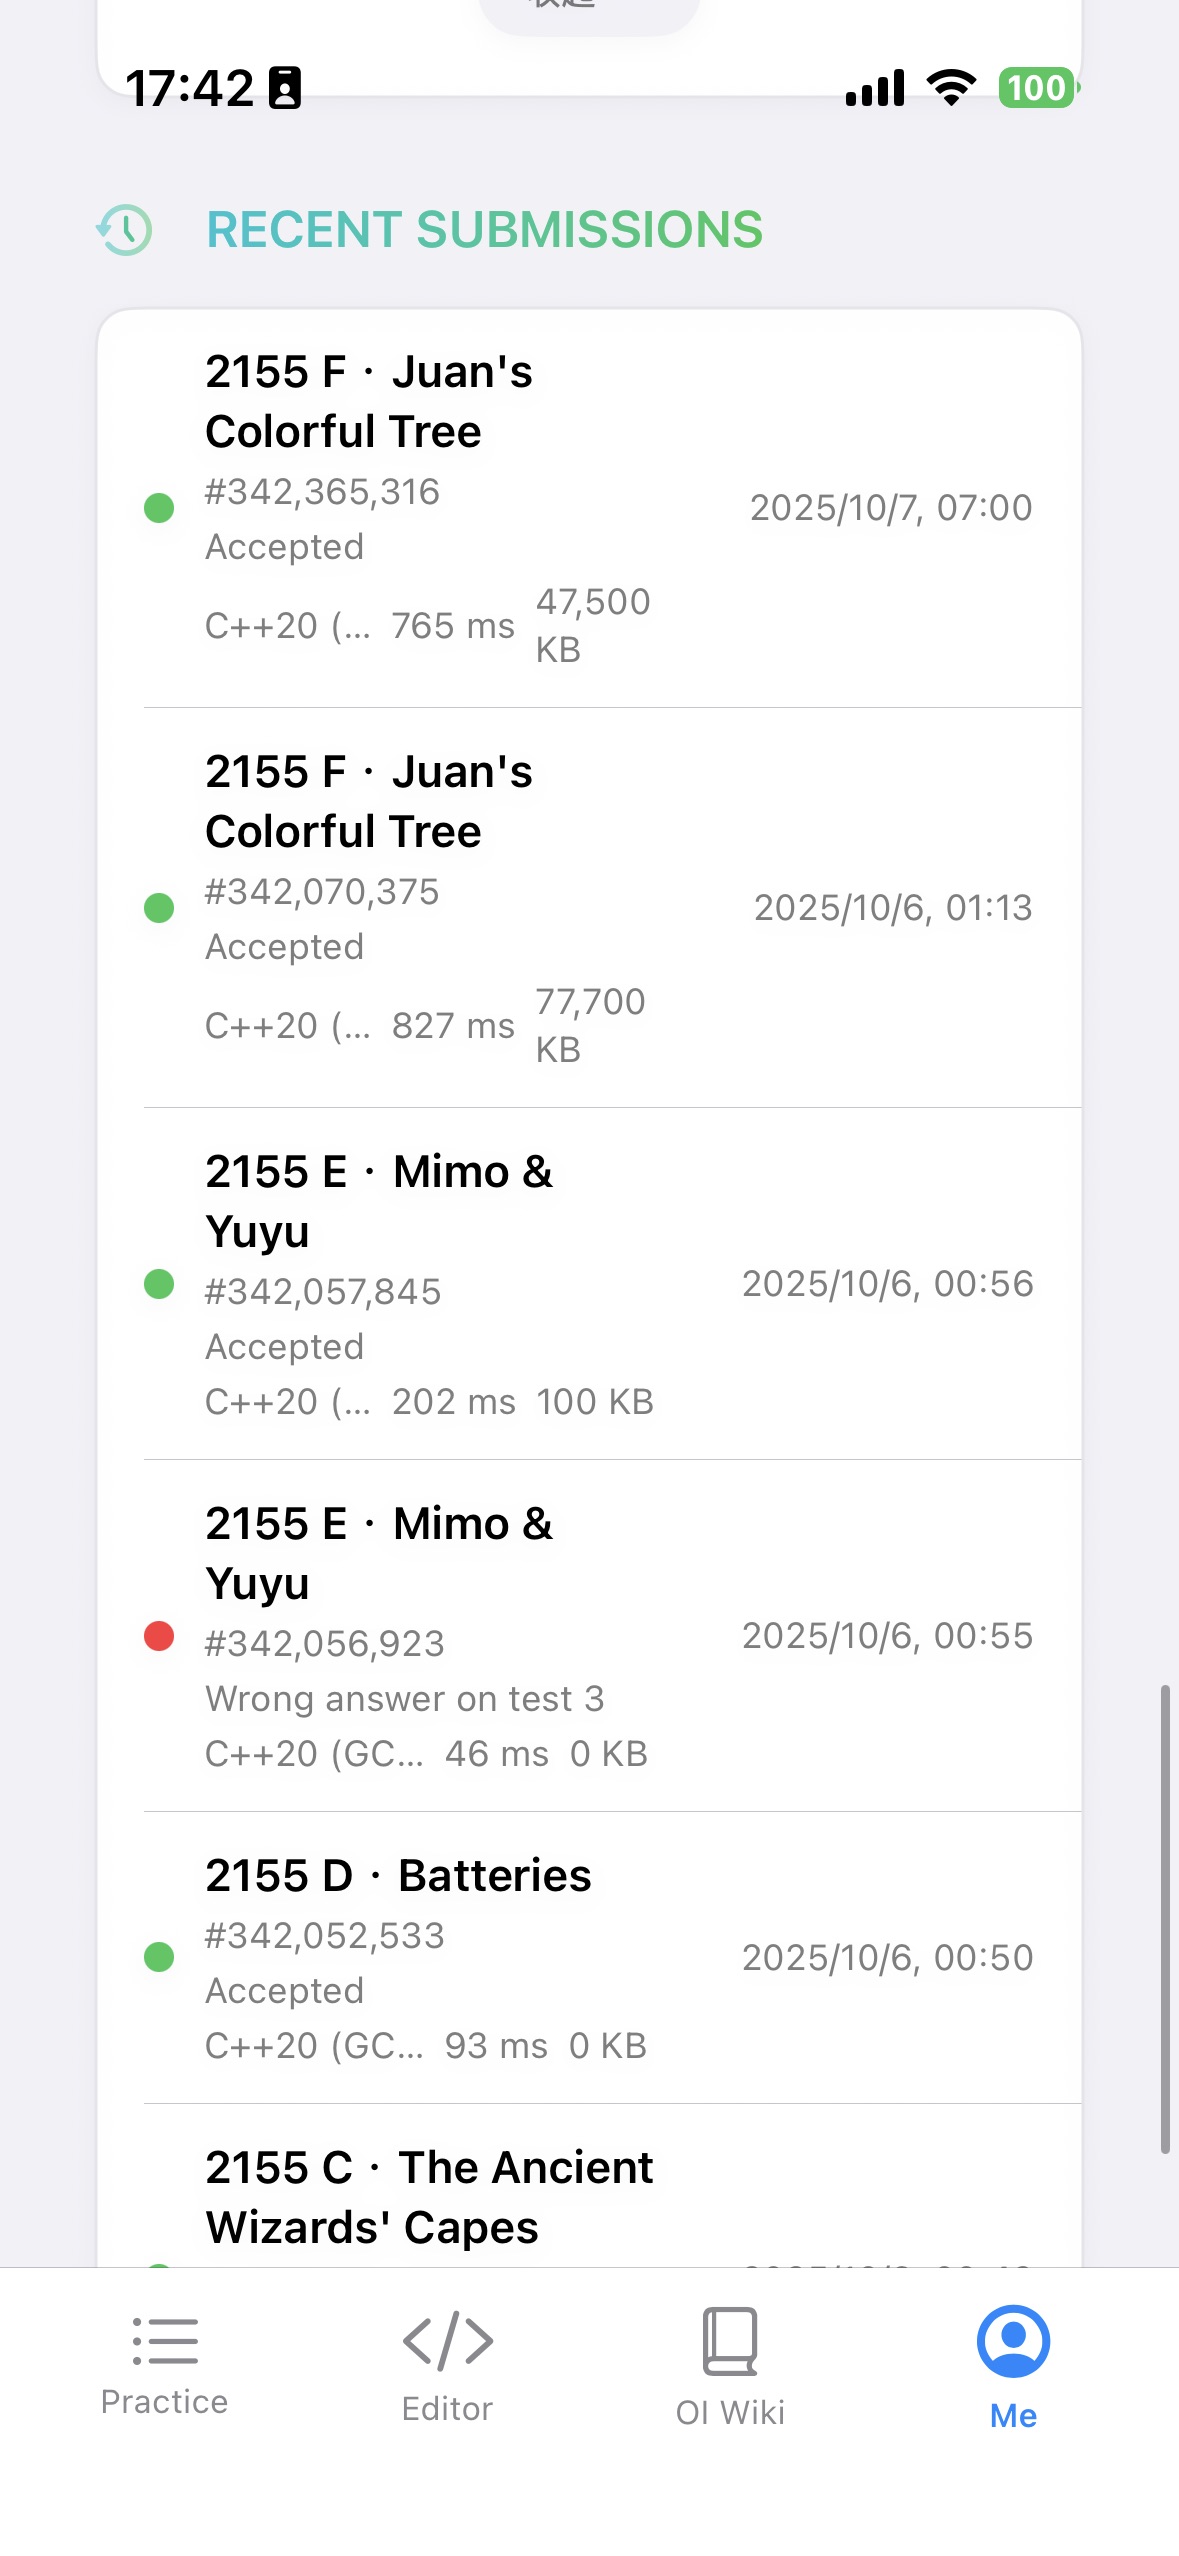 17:42
100
RECENT SUBMISSIONS
2155 F · Juan's
Colorful Tree
#342,365,316
Accepted
2025/10/7, 07:00
C++20 (... 765 ms 47,500
KB
2155 F · Juan's
Colorful Tree
#342,070,375
Accepted
2025/10/6, 01:13
C++20 (... 827 ms 77,700
KB
2155 E · Mimo &
Yuyu
#342,057,845
Accepted
2025/10/6, 00:56
C++20 (... 202 ms 100 KB
2155 E · Mimo &
Yuyu
#342,056,923
Wrong answer on test 3
2025/10/6, 00:55
C++20 (GC... 46 ms 0 KB
2155 D · Batteries
#342,052,533
Accepted
2025/10/6, 00:50
C++20 (GC... 93 ms 0 KB
2155 C · The Ancient
Wizards' Capes
Practice
Editor
OI Wiki
Me